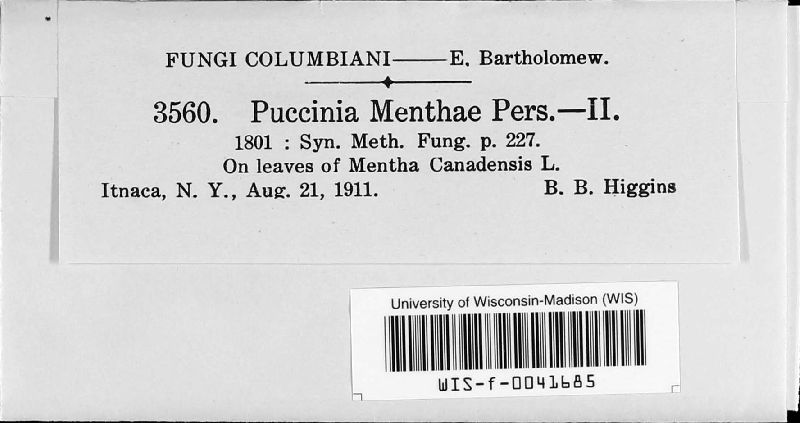 FUNGI COLUMBIANI——E. Bartholomew.
3560. Puccinia Menthae Pers.—II.
1801 : Syn. Meth. Fung. p. 227.
On leaves of Mentha Canadensis L.
Itnaca, N. Y., Aug. 21, 1911. B. B. Higgins
University of Wisconsin-Madison (WIS)
WIS-f-0041685